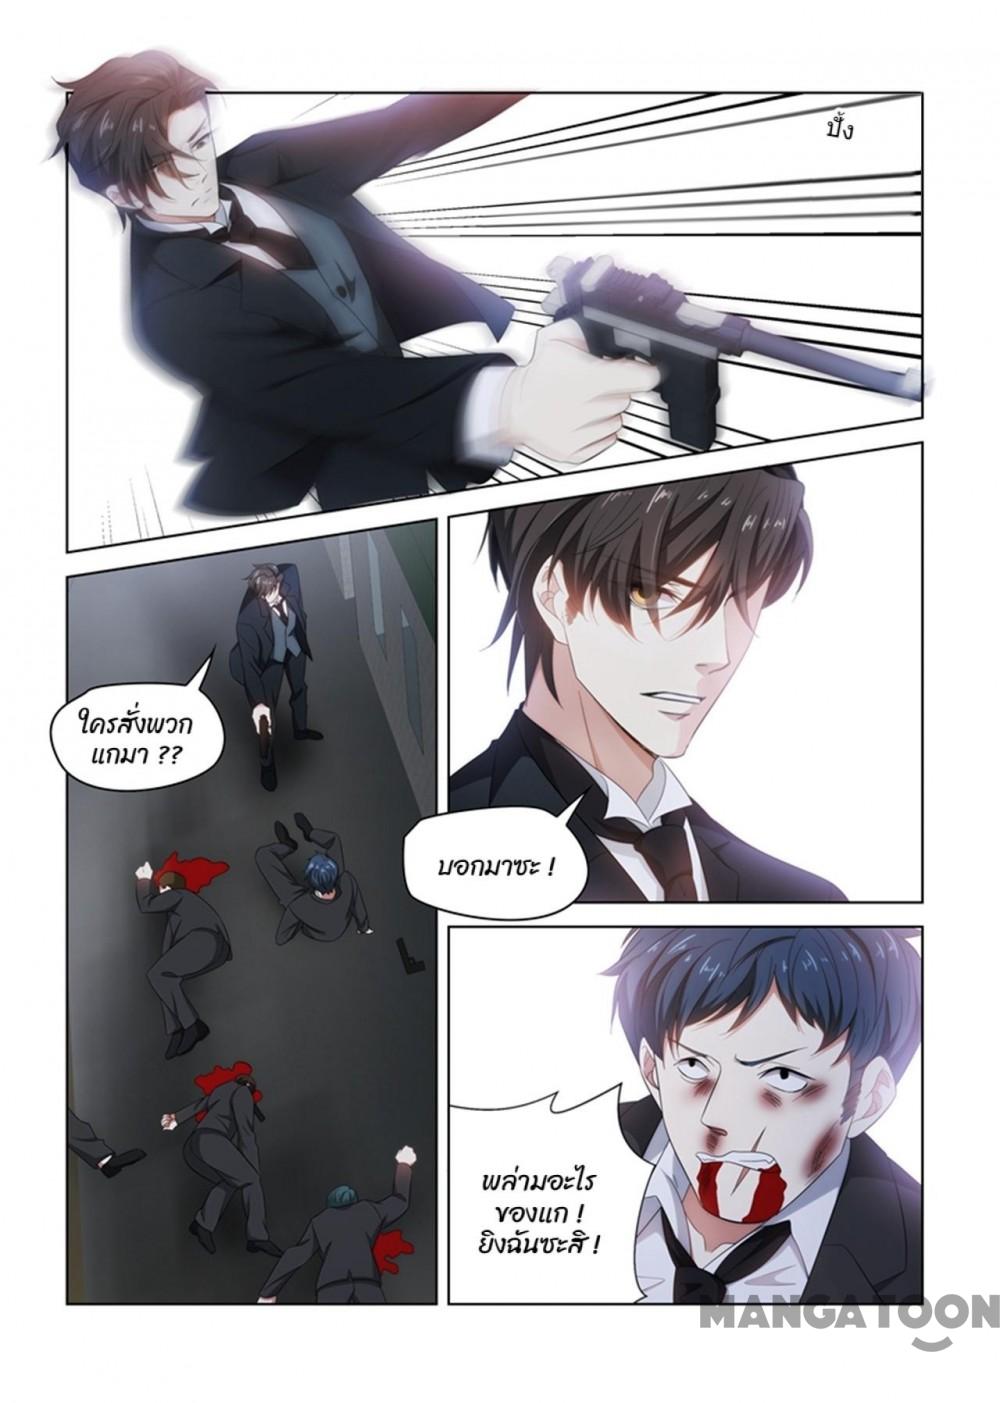 ปั้ง
ใครสั่งพวก
แกมา ??
บอกมาซะ !
พล่ามอะไร
ของแก !
ยิงฉันซะสิ !
MANGATOON